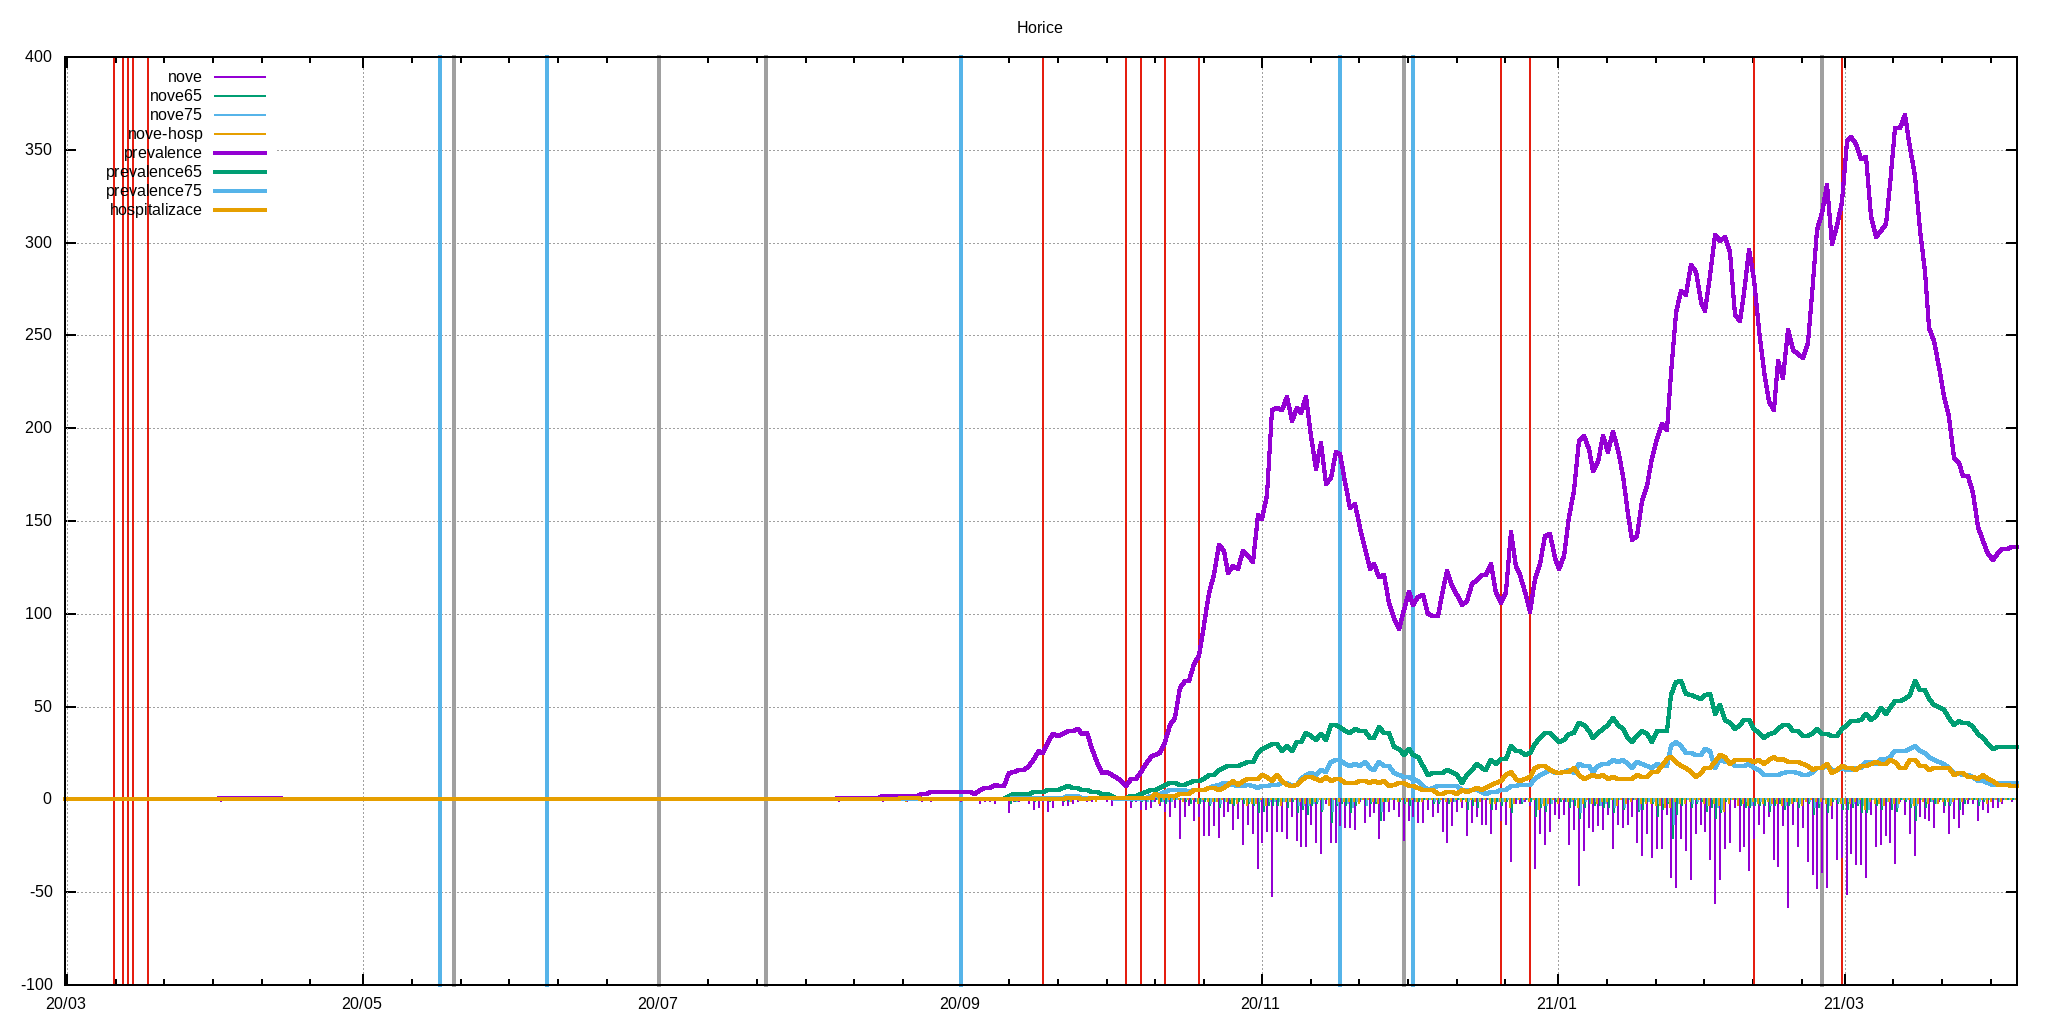 Horice
400
350
300
250
200
150
100
50
0
-50
-100
nove
nove65
nove75
nove-hosp
prevalence
prevalence65
prevalence75
hospitalizace
20/03 20/05 20/07 20/09 20/11 21/01 21/03